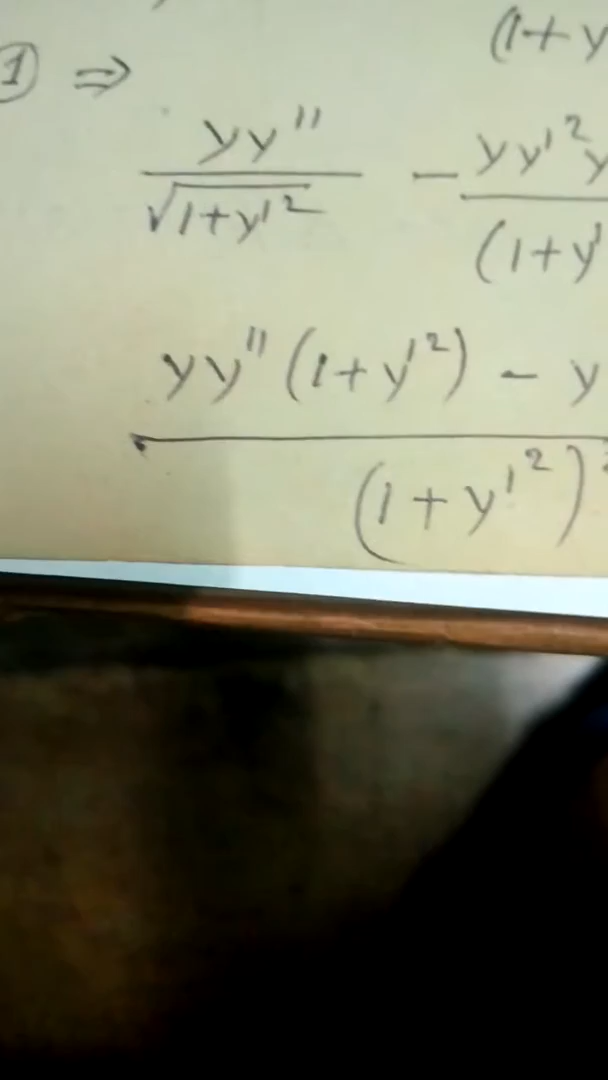 (1+y
① ⇒
yy'' / √1+y'² - yy'²y / (1+y'
yy''(1+y'²) - y / (1+y'²)